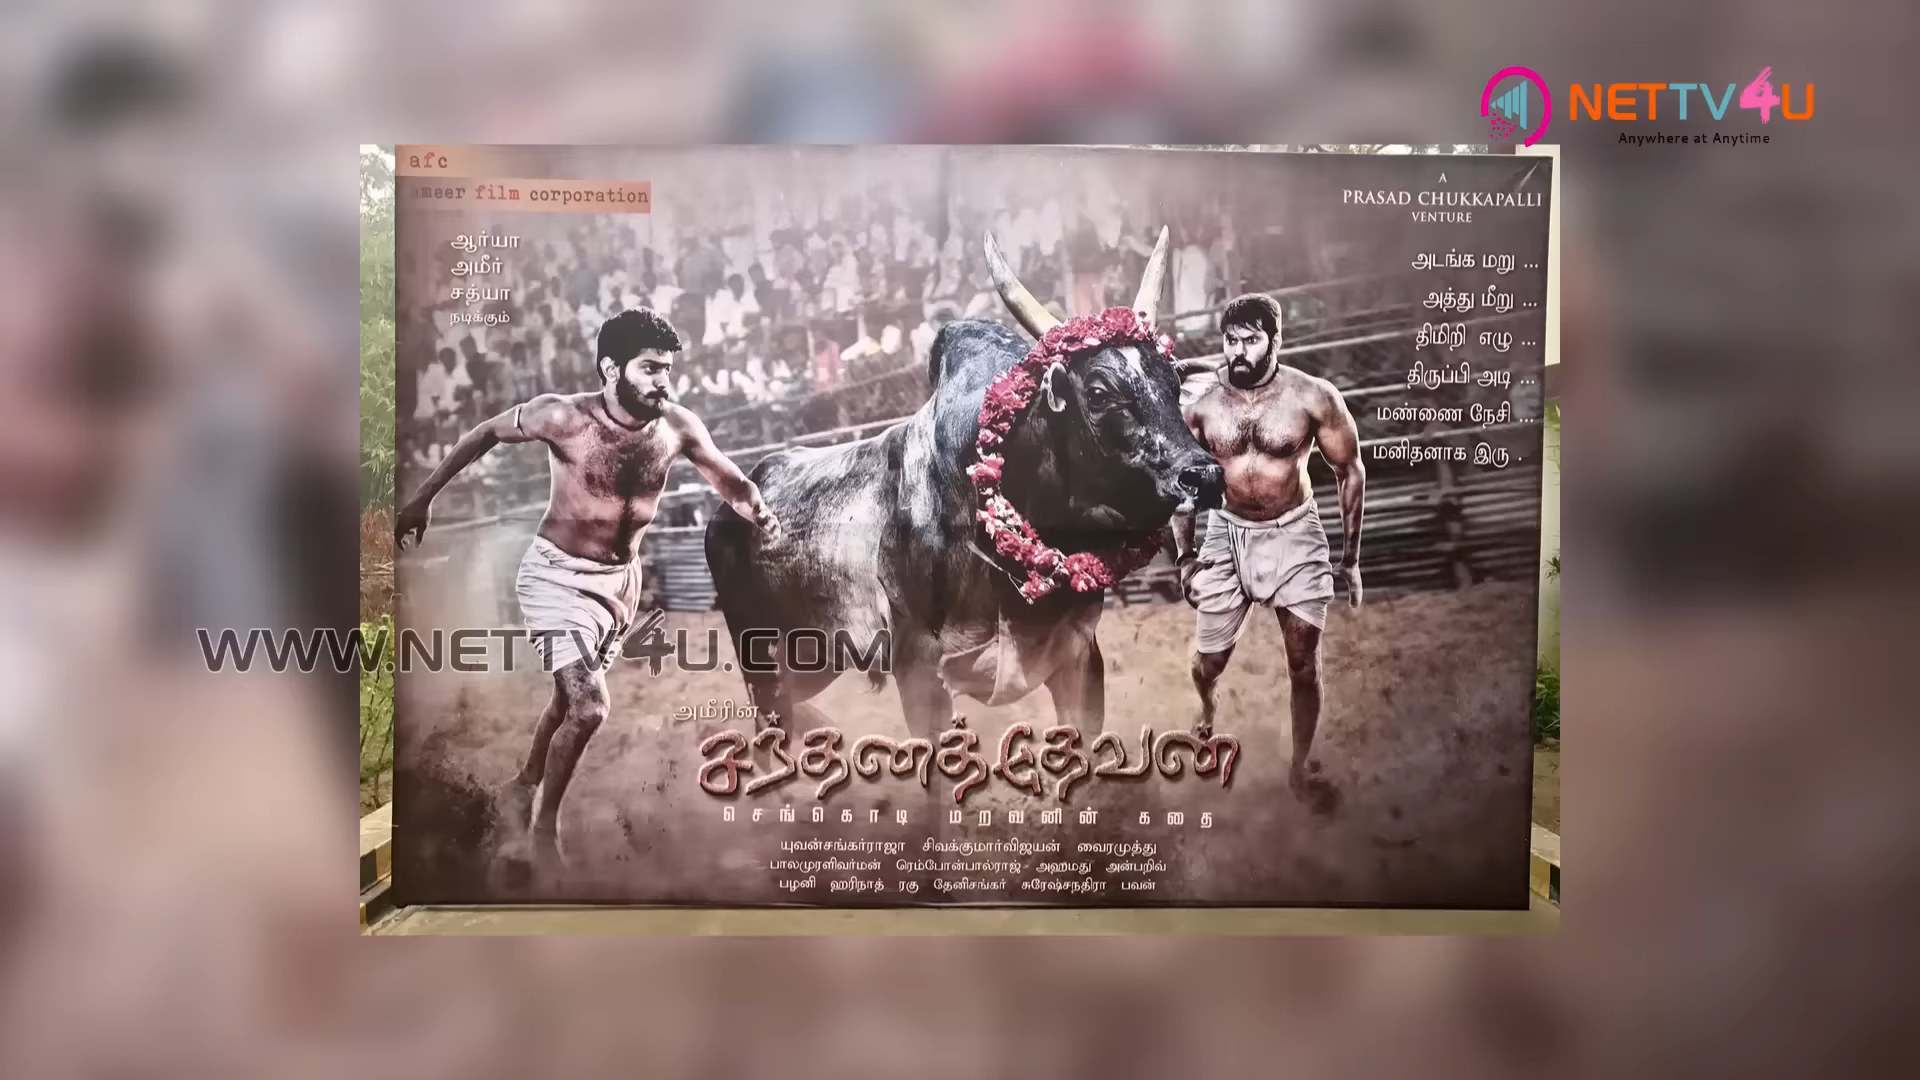 NETTV4U
Anywhere at Anytime
afc
ameer film corporation
A
PRASAD CHUKKAPALLI
VENTURE
ஆர்யா
அமீர்
சத்யா
நடிக்கும்
அடங்க மறு ...
அத்து மீறு ...
திமிறி எழு ...
திருப்பி அடி ...
மண்ணை நேசி ...
மனிதனாக இரு .
WWW.NETTV4U.COM
அமீரின்
சந்தனத்தேவன்
செங்கொடி மறவனின் கதை
யுவன்சங்கர்ராஜா சிவக்குமார்விஜயன் வைரமுத்து
பாலமுரளிவர்மன் ரெம்போன்பால்ராஜ் அஹமது அன்பறிவ்
பழனி ஹரிநாத் ரகு தேனிசங்கர் சுரேஷ்சந்திரா பவன்